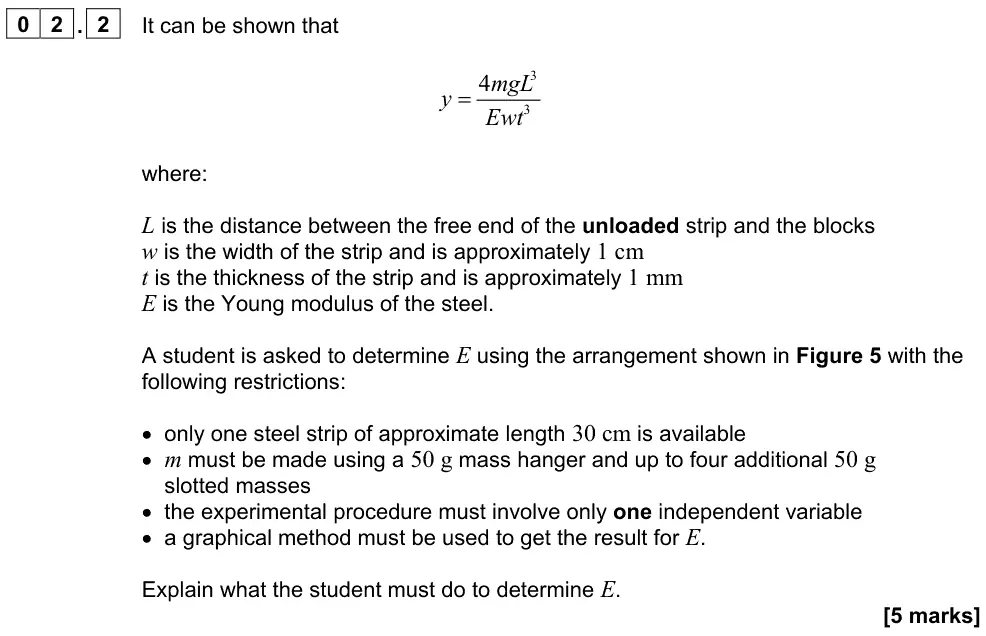 0 2 . 2 It can be shown that
y = 4mgL³ / Ewt³
where:
L is the distance between the free end of the unloaded strip and the blocks
w is the width of the strip and is approximately 1 cm
t is the thickness of the strip and is approximately 1 mm
E is the Young modulus of the steel.
A student is asked to determine E using the arrangement shown in Figure 5 with the
following restrictions:
• only one steel strip of approximate length 30 cm is available
• m must be made using a 50 g mass hanger and up to four additional 50 g
slotted masses
• the experimental procedure must involve only one independent variable
• a graphical method must be used to get the result for E.
Explain what the student must do to determine E.
[5 marks]